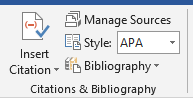 Insert Citation
Manage Sources
Style: APA
Bibliography
Citations & Bibliography